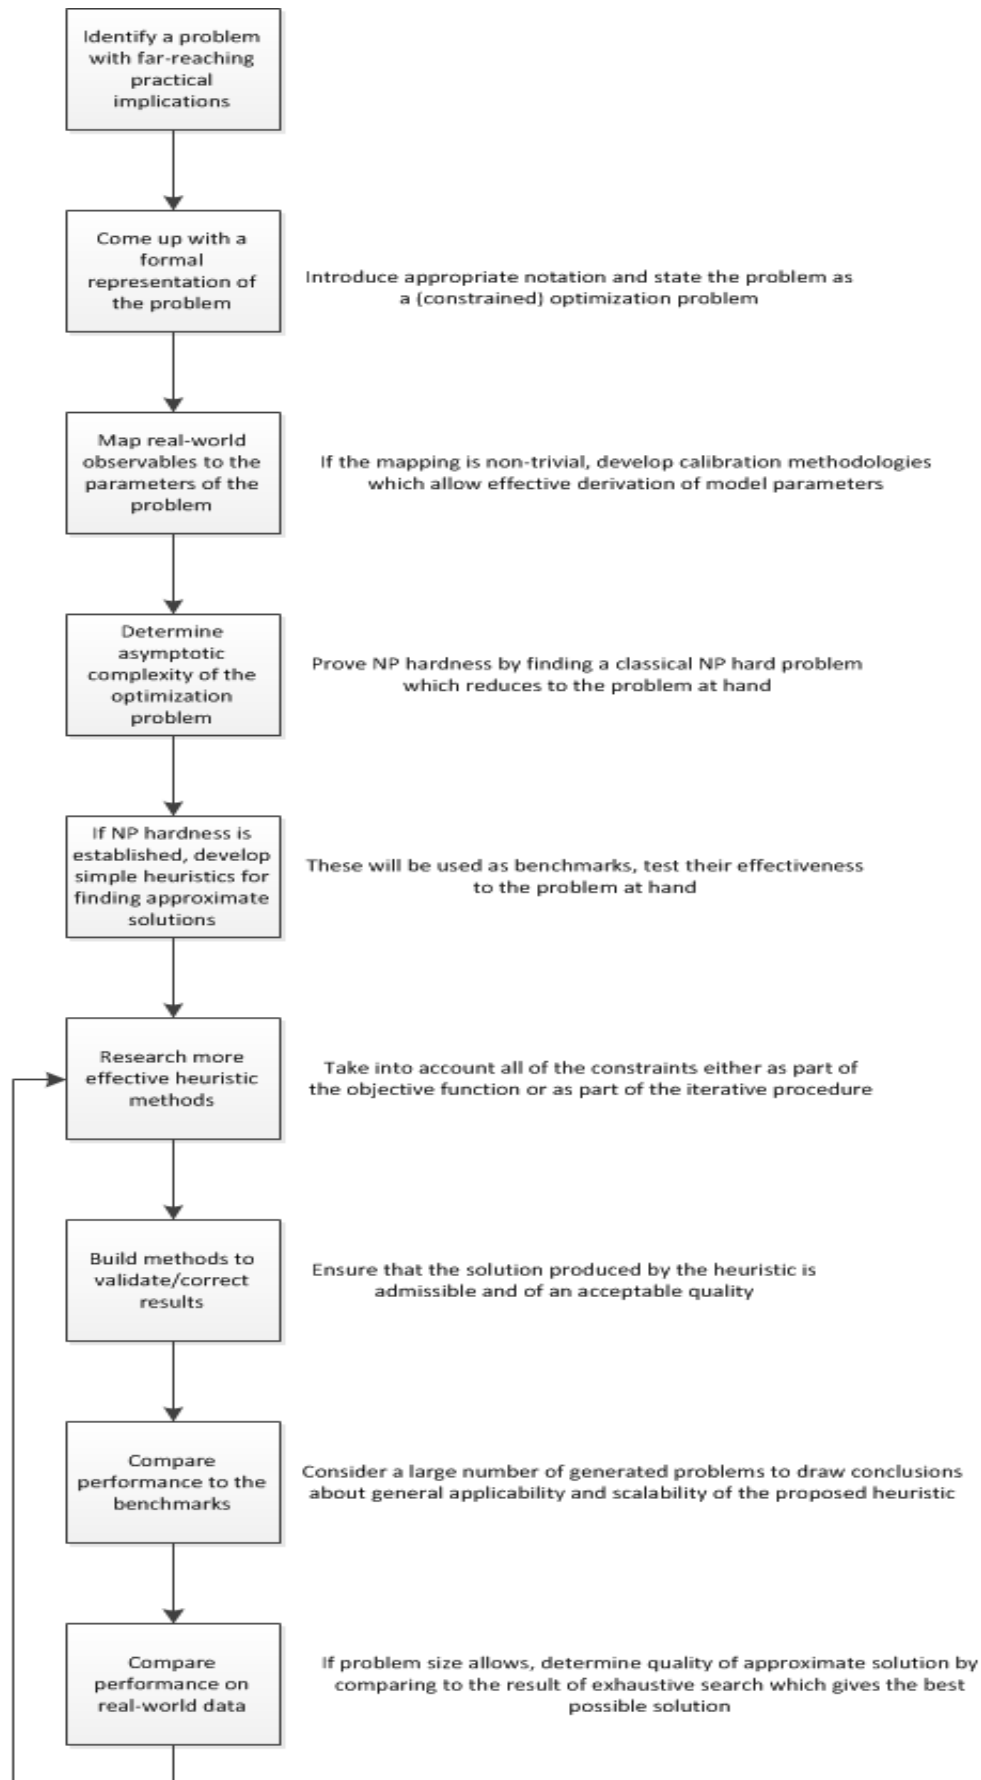 Identify a problem
with far-reaching
practical
implications
Come up with a
formal
representation of
the problem
Introduce appropriate notation and state the problem as
a (constrained) optimization problem
Map real-world
observables to the
parameters of the
problem
If the mapping is non-trivial, develop calibration methodologies
which allow effective derivation of model parameters
Determine
asymptotic
complexity of the
optimization
problem
Prove NP hardness by finding a classical NP hard problem
which reduces to the problem at hand
If NP hardness is
established, develop
simple heuristics for
finding approximate
solutions
These will be used as benchmarks, test their effectiveness
to the problem at hand
Research more
effective heuristic
methods
Take into account all of the constraints either as part of
the objective function or as part of the iterative procedure
Build methods to
validate/correct
results
Ensure that the solution produced by the heuristic is
admissible and of an acceptable quality
Compare
performance to the
benchmarks
Consider a large number of generated problems to draw conclusions
about general applicability and scalability of the proposed heuristic
Compare
performance on
real-world data
If problem size allows, determine quality of approximate solution by
comparing to the result of exhaustive search which gives the best
possible solution